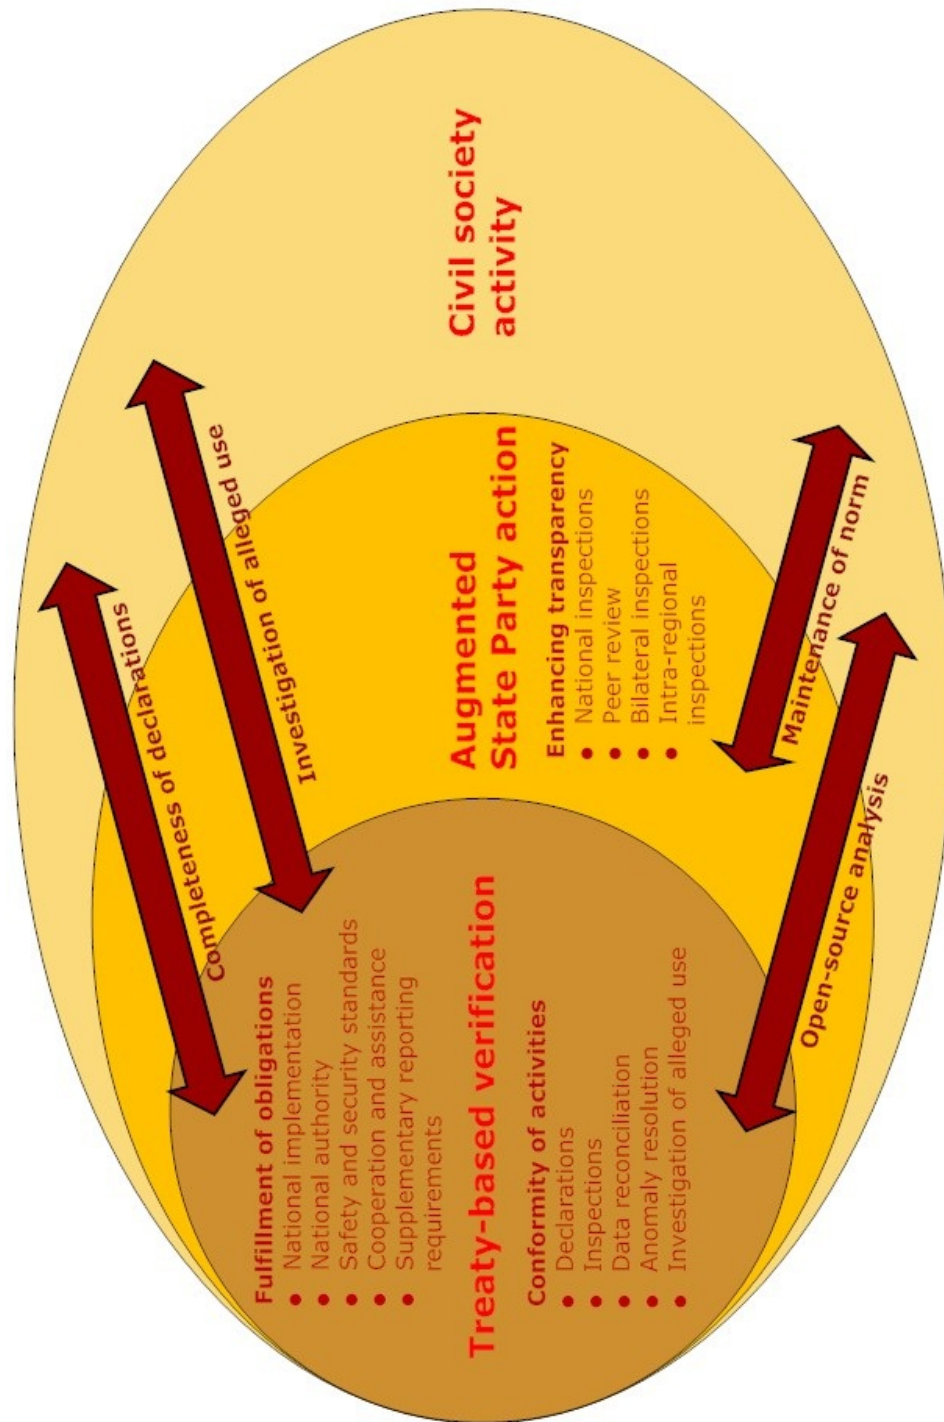 Fulfillment of obligations
● National implementation
● National authority
● Safety and security standards
● Cooperation and assistance
● Supplementary reporting
requirements
Treaty-based verification
Conformity of activities
● Declarations
● Inspections
● Data reconciliation
● Anomaly resolution
● Investigation of alleged use
Completeness of declarations
Investigation of alleged use
Augmented
State Party action
Enhancing transparency
● National inspections
● Peer review
● Bilateral inspections
● Intra-regional
inspections
Maintenance of norm
Open-source analysis
Civil society
activity